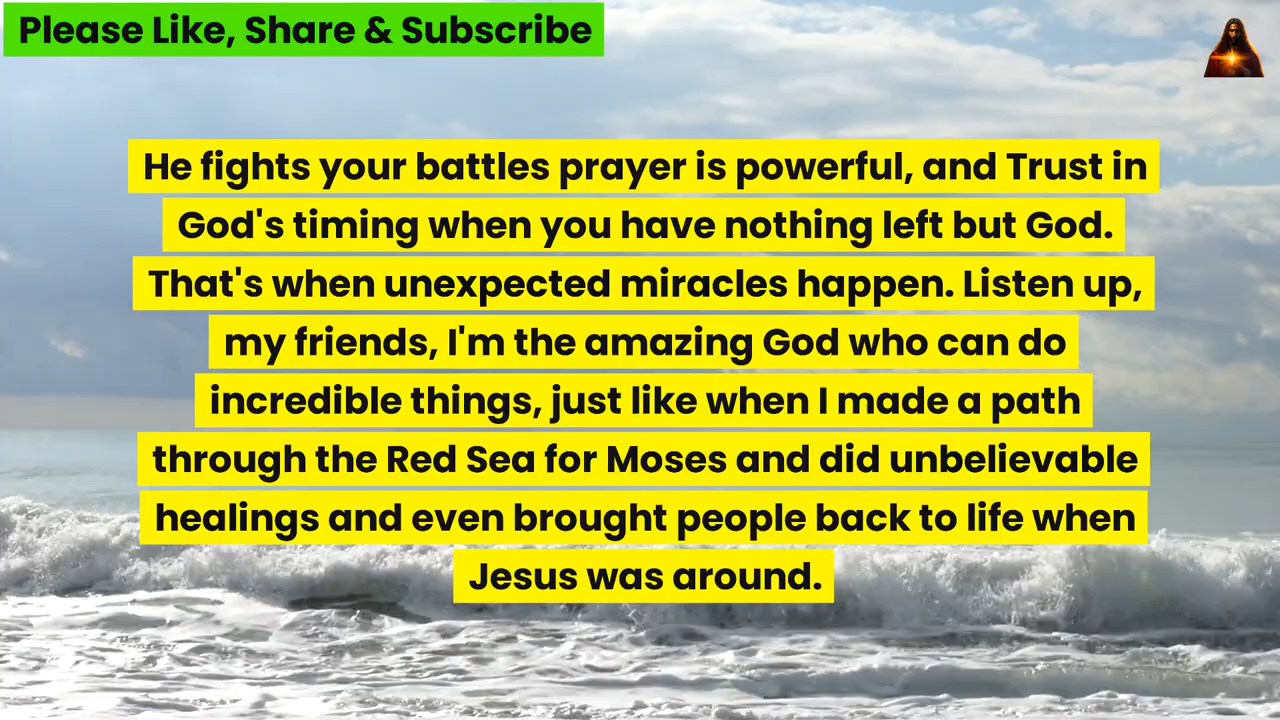 Please Like, Share & Subscribe
He fights your battles prayer is powerful, and Trust in
God's timing when you have nothing left but God.
That's when unexpected miracles happen. Listen up,
my friends, I'm the amazing God who can do
incredible things, just like when I made a path
through the Red Sea for Moses and did unbelievable
healings and even brought people back to life when
Jesus was around.